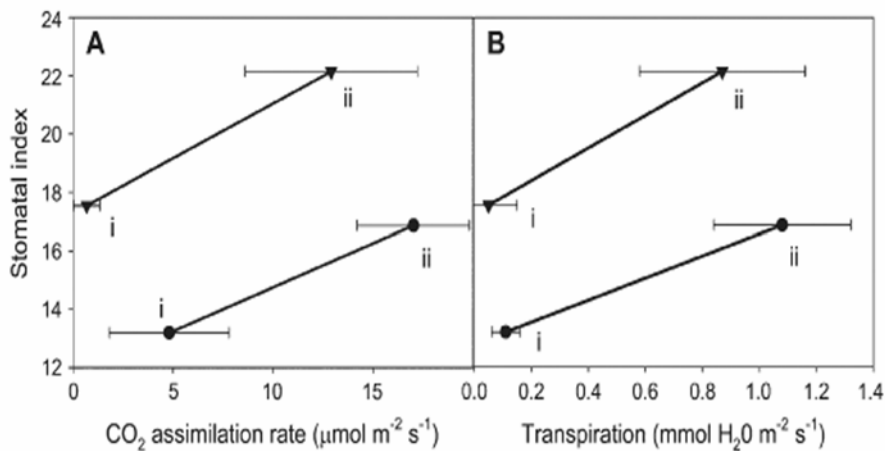 A
B
Stomatal index
24
22
20
18
16
14
12
ii
i
i
ii
ii
i
ii
i
0
5
10
15
0.0
0.2
0.4
0.6
0.8
1.0
1.2
1.4
CO₂ assimilation rate (μmol m⁻² s⁻¹)
Transpiration (mmol H₂0 m⁻² s⁻¹)